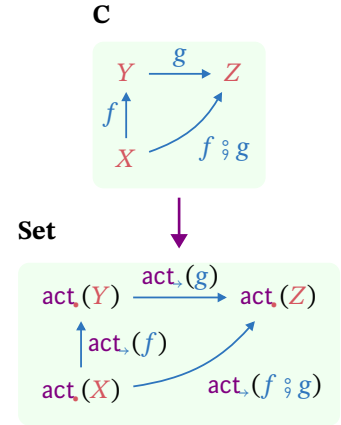 C
g
Y Z
f
f ⨟ g
X
Set
act→(g)
act•(Y) act•(Z)
act→(f)
act•(X) act→(f ⨟ g)